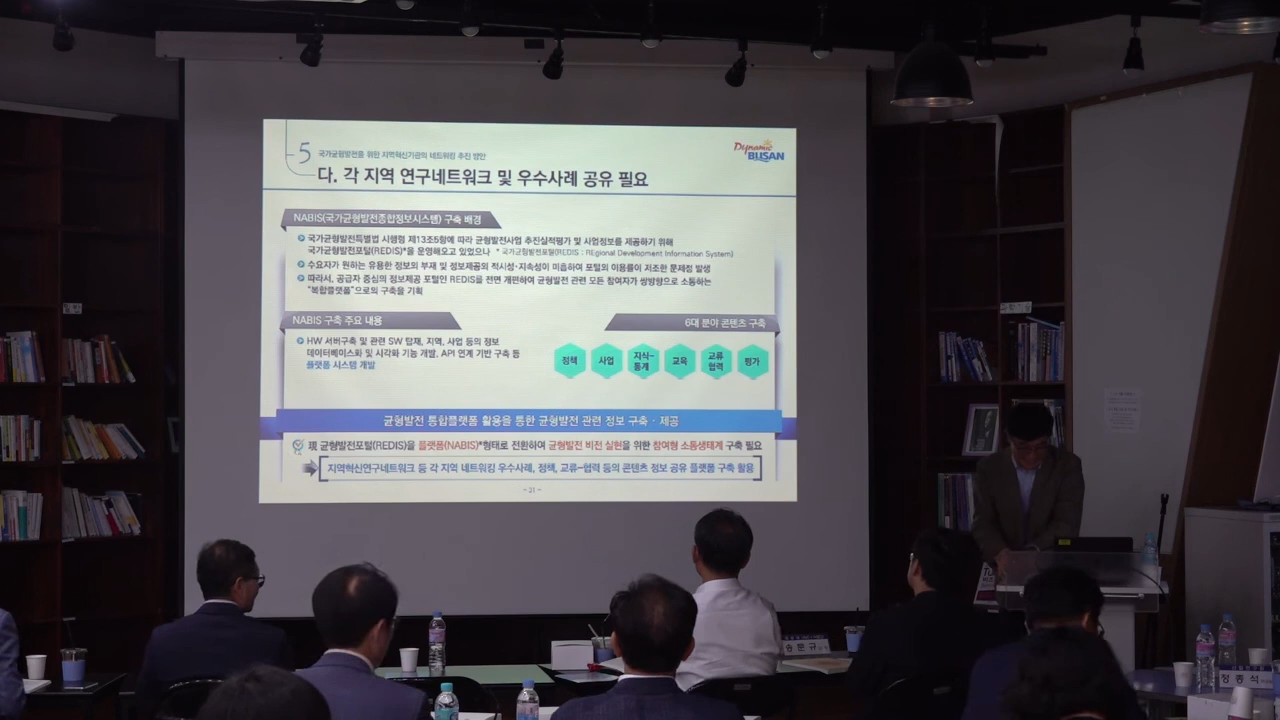 5
국가균형발전을 위한 지역혁신기관의 네트워킹 추진 방안
Dynamic
BUSAN
다. 각 지역 연구네트워크 및 우수사례 공유 필요
NABIS(국가균형발전종합정보시스템) 구축 배경
국가균형발전특별법 시행령 제13조5항에 따라 균형발전사업 추진실적평가 및 사업정보를 제공하기 위해
국가균형발전포털(REDIS)*을 운영해오고 있었으나 * 국가균형발전포털(REDIS : REgional Development Information System)
수요자가 원하는 유용한 정보의 부재 및 정보제공의 적시성·지속성이 미흡하여 포털의 이용률이 저조한 문제점 발생
따라서, 공급자 중심의 정보제공 포털인 REDIS를 전면 개편하여 균형발전 관련 모든 참여자가 쌍방향으로 소통하는
"복합플랫폼"으로의 구축을 기획
NABIS 구축 주요 내용
6대 분야 콘텐츠 구축
HW 서버구축 및 관련 SW 탑재, 지역, 사업 등의 정보
데이터베이스화 및 시각화 기능 개발, API 연계 기반 구축 등
플랫폼 시스템 개발
정책
사업
지식-
통계
교육
교류
협력
평가
균형발전 통합플랫폼 활용을 통한 균형발전 관련 정보 구축 · 제공
現 균형발전포털(REDIS)을 플랫폼(NABIS)*형태로 전환하여 균형발전 비전 실현을 위한 참여형 소통생태계 구축 필요
지역혁신연구네트워크 등 각 지역 네트워킹 우수사례, 정책, 교류-협력 등의 콘텐츠 정보 공유 플랫폼 구축 활용
- 21 -
송문규
정종석